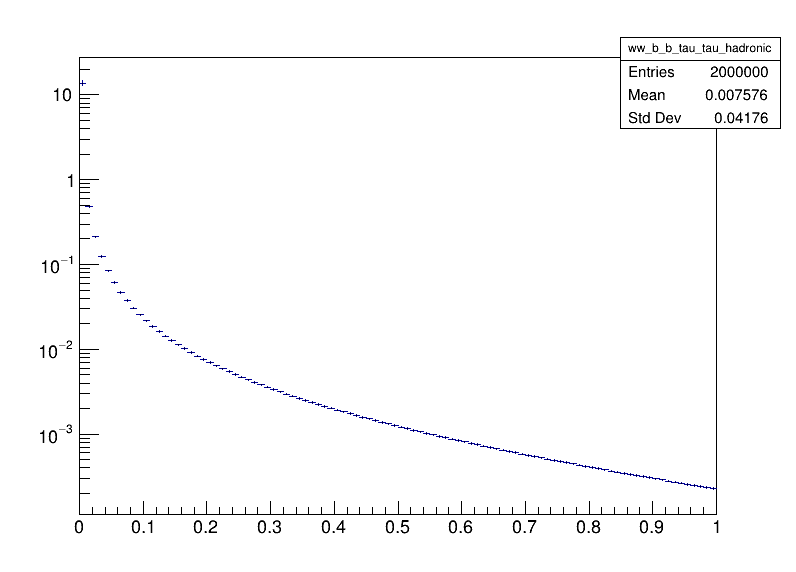 ww_b_b_tau_tau_hadronic
Entries 2000000
Mean 0.007576
Std Dev 0.04176
10
1
10⁻¹
10⁻²
10⁻³
0 0.1 0.2 0.3 0.4 0.5 0.6 0.7 0.8 0.9 1